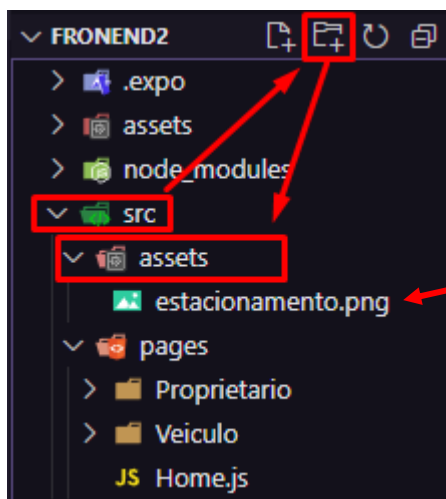 FRONEND2
.expo
assets
node_modules
src
assets
estacionamento.png
pages
Proprietario
Veiculo
JS Home.js